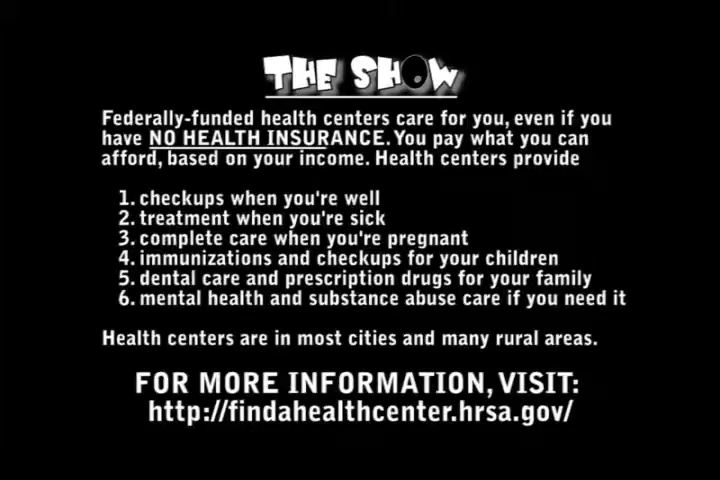 THE SHOW
Federally-funded health centers care for you, even if you
have NO HEALTH INSURANCE. You pay what you can
afford, based on your income. Health centers provide
1. checkups when you're well
2. treatment when you're sick
3. complete care when you're pregnant
4. immunizations and checkups for your children
5. dental care and prescription drugs for your family
6. mental health and substance abuse care if you need it
Health centers are in most cities and many rural areas.
FOR MORE INFORMATION, VISIT:
http://findahealthcenter.hrsa.gov/